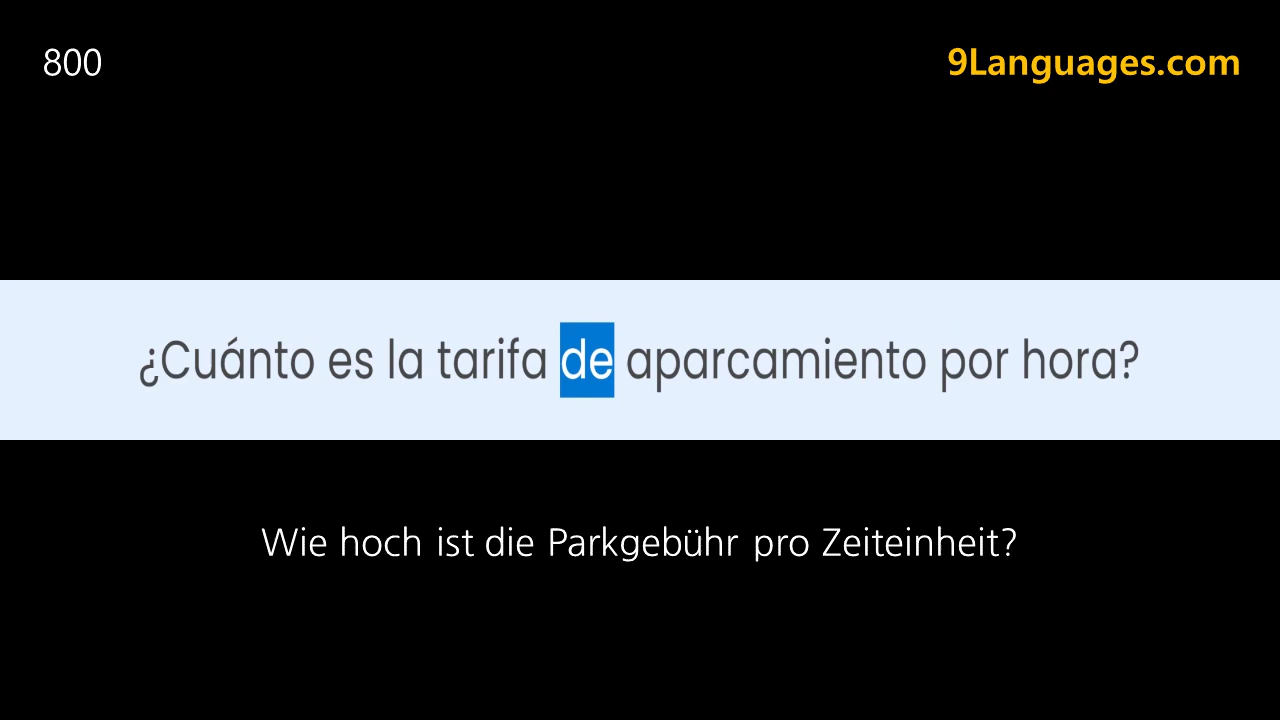 800
9Languages.com
¿Cuánto es la tarifa de aparcamiento por hora?
Wie hoch ist die Parkgebühr pro Zeiteinheit?